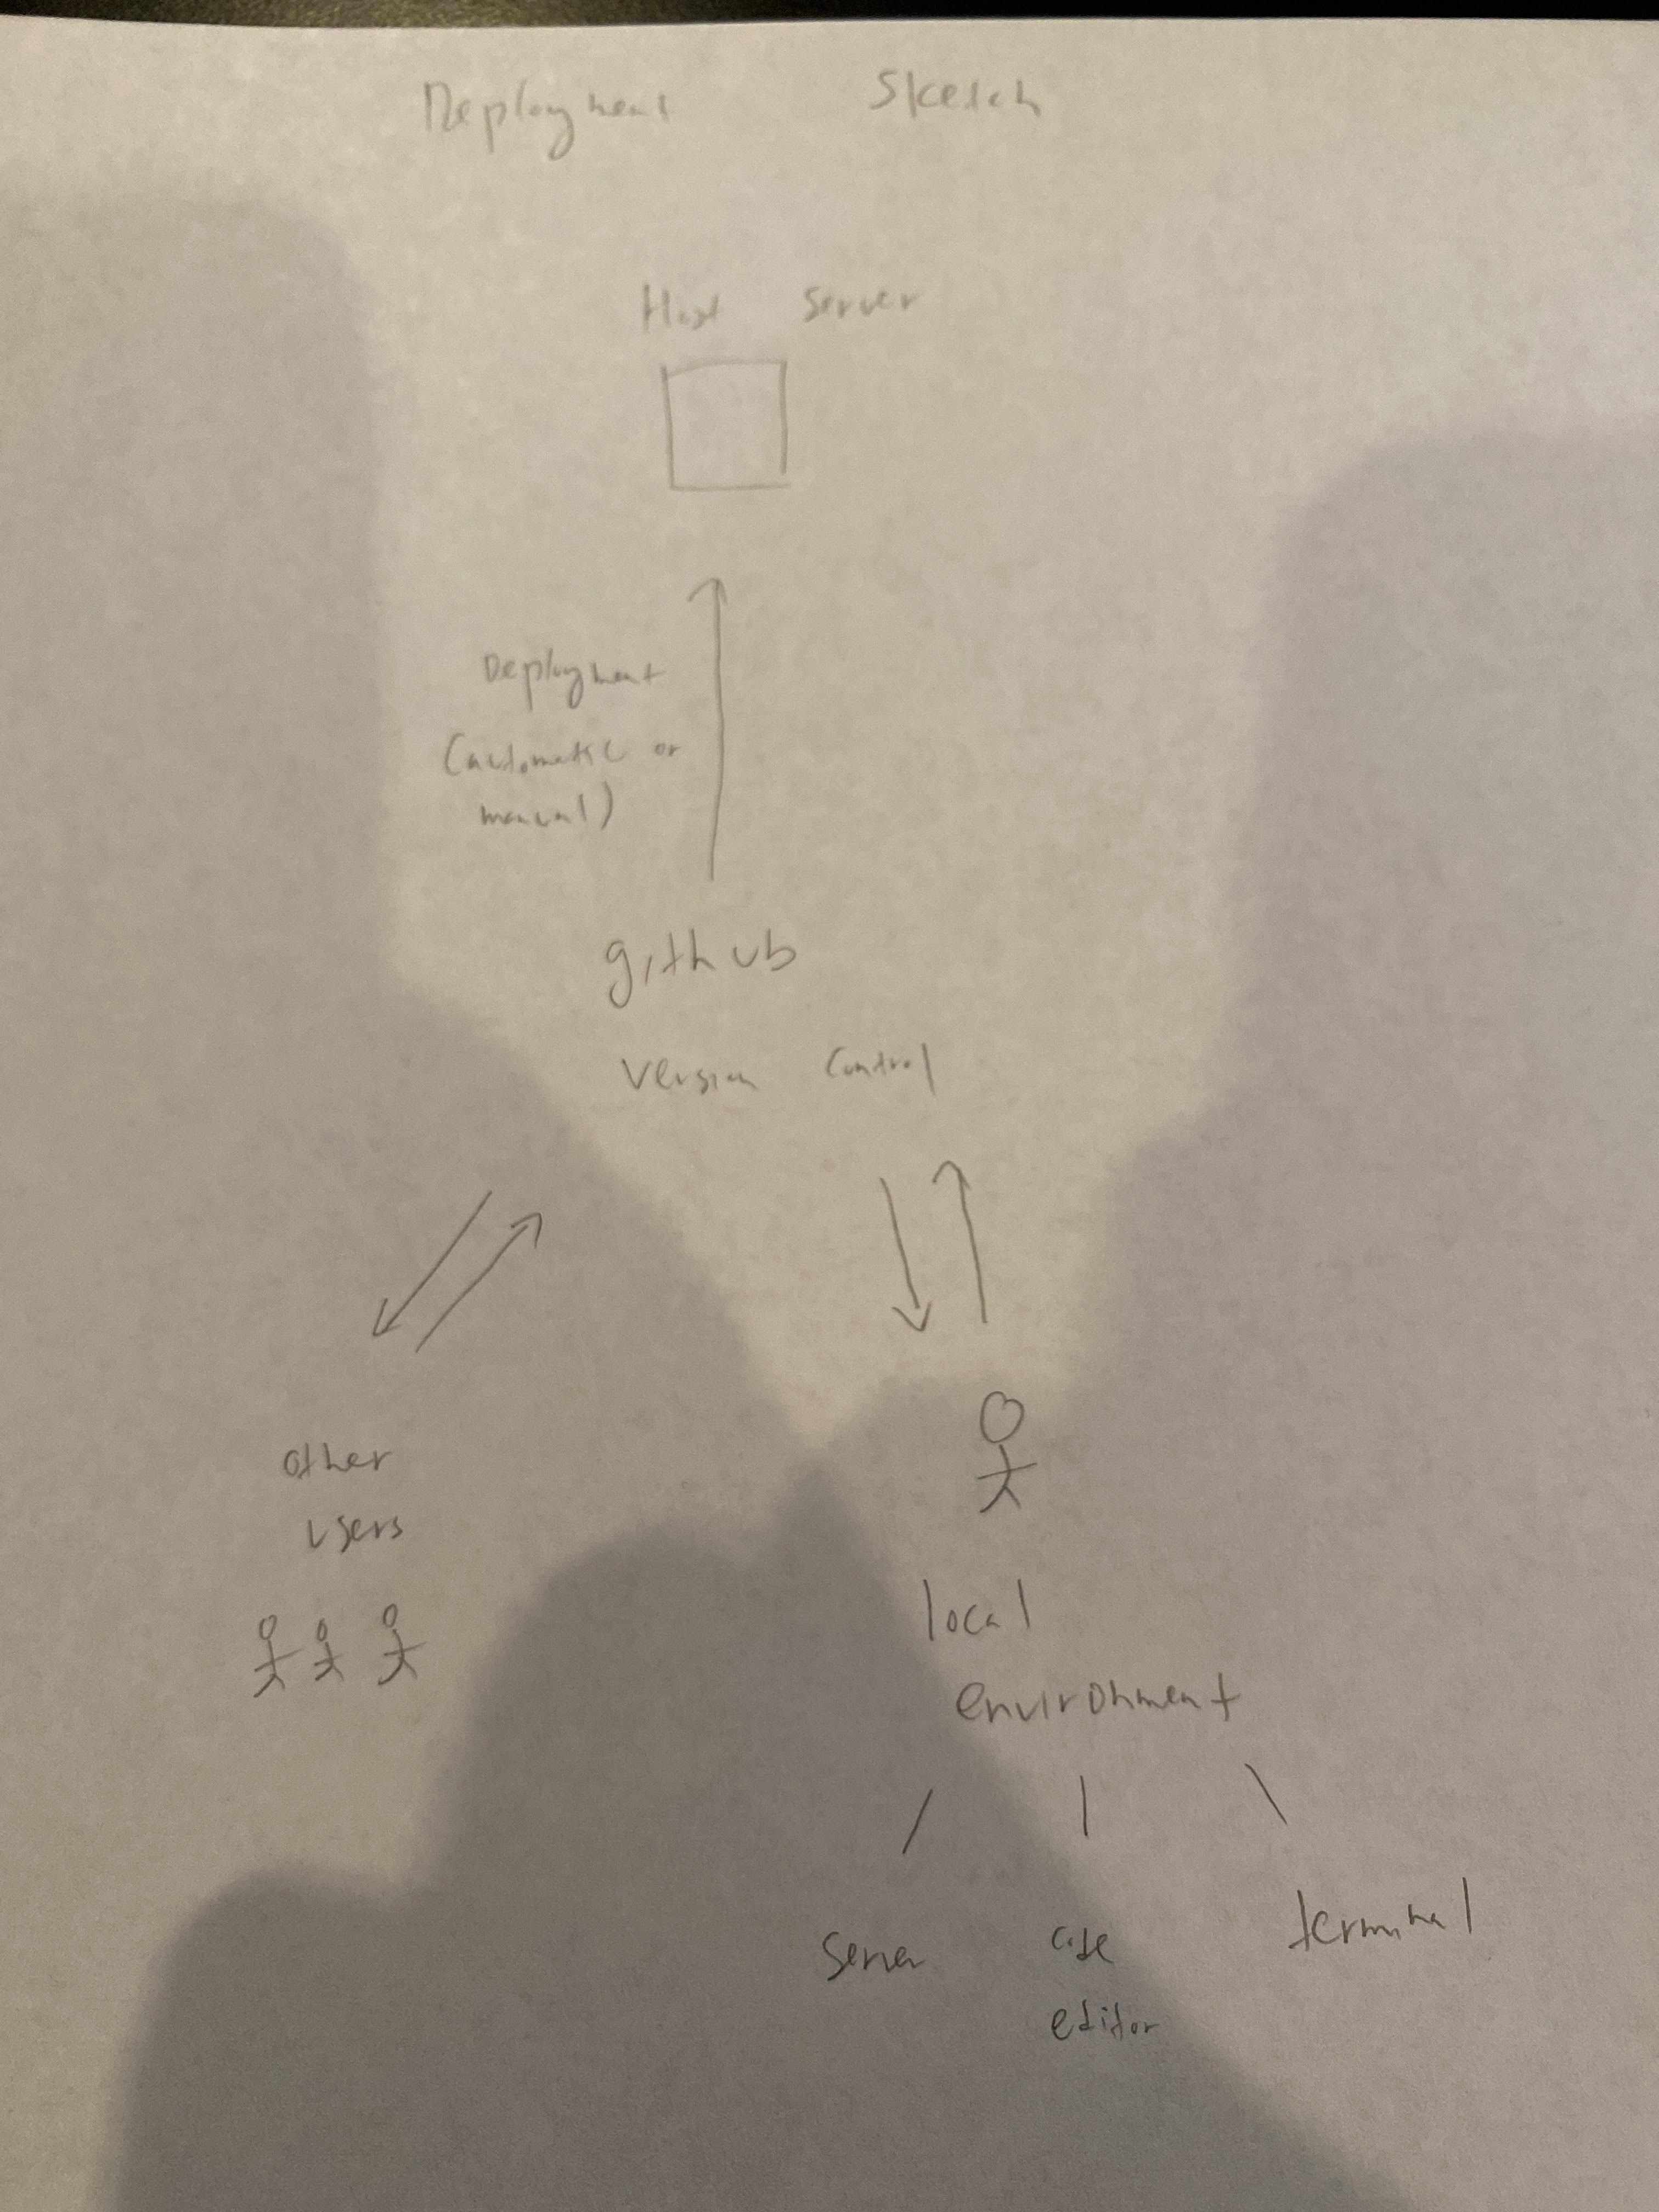 Deployment Sketch
Host Server
Deployment
(automatic or
manual)
github
version control
other
users
local
environment
Server
code
editor
terminal